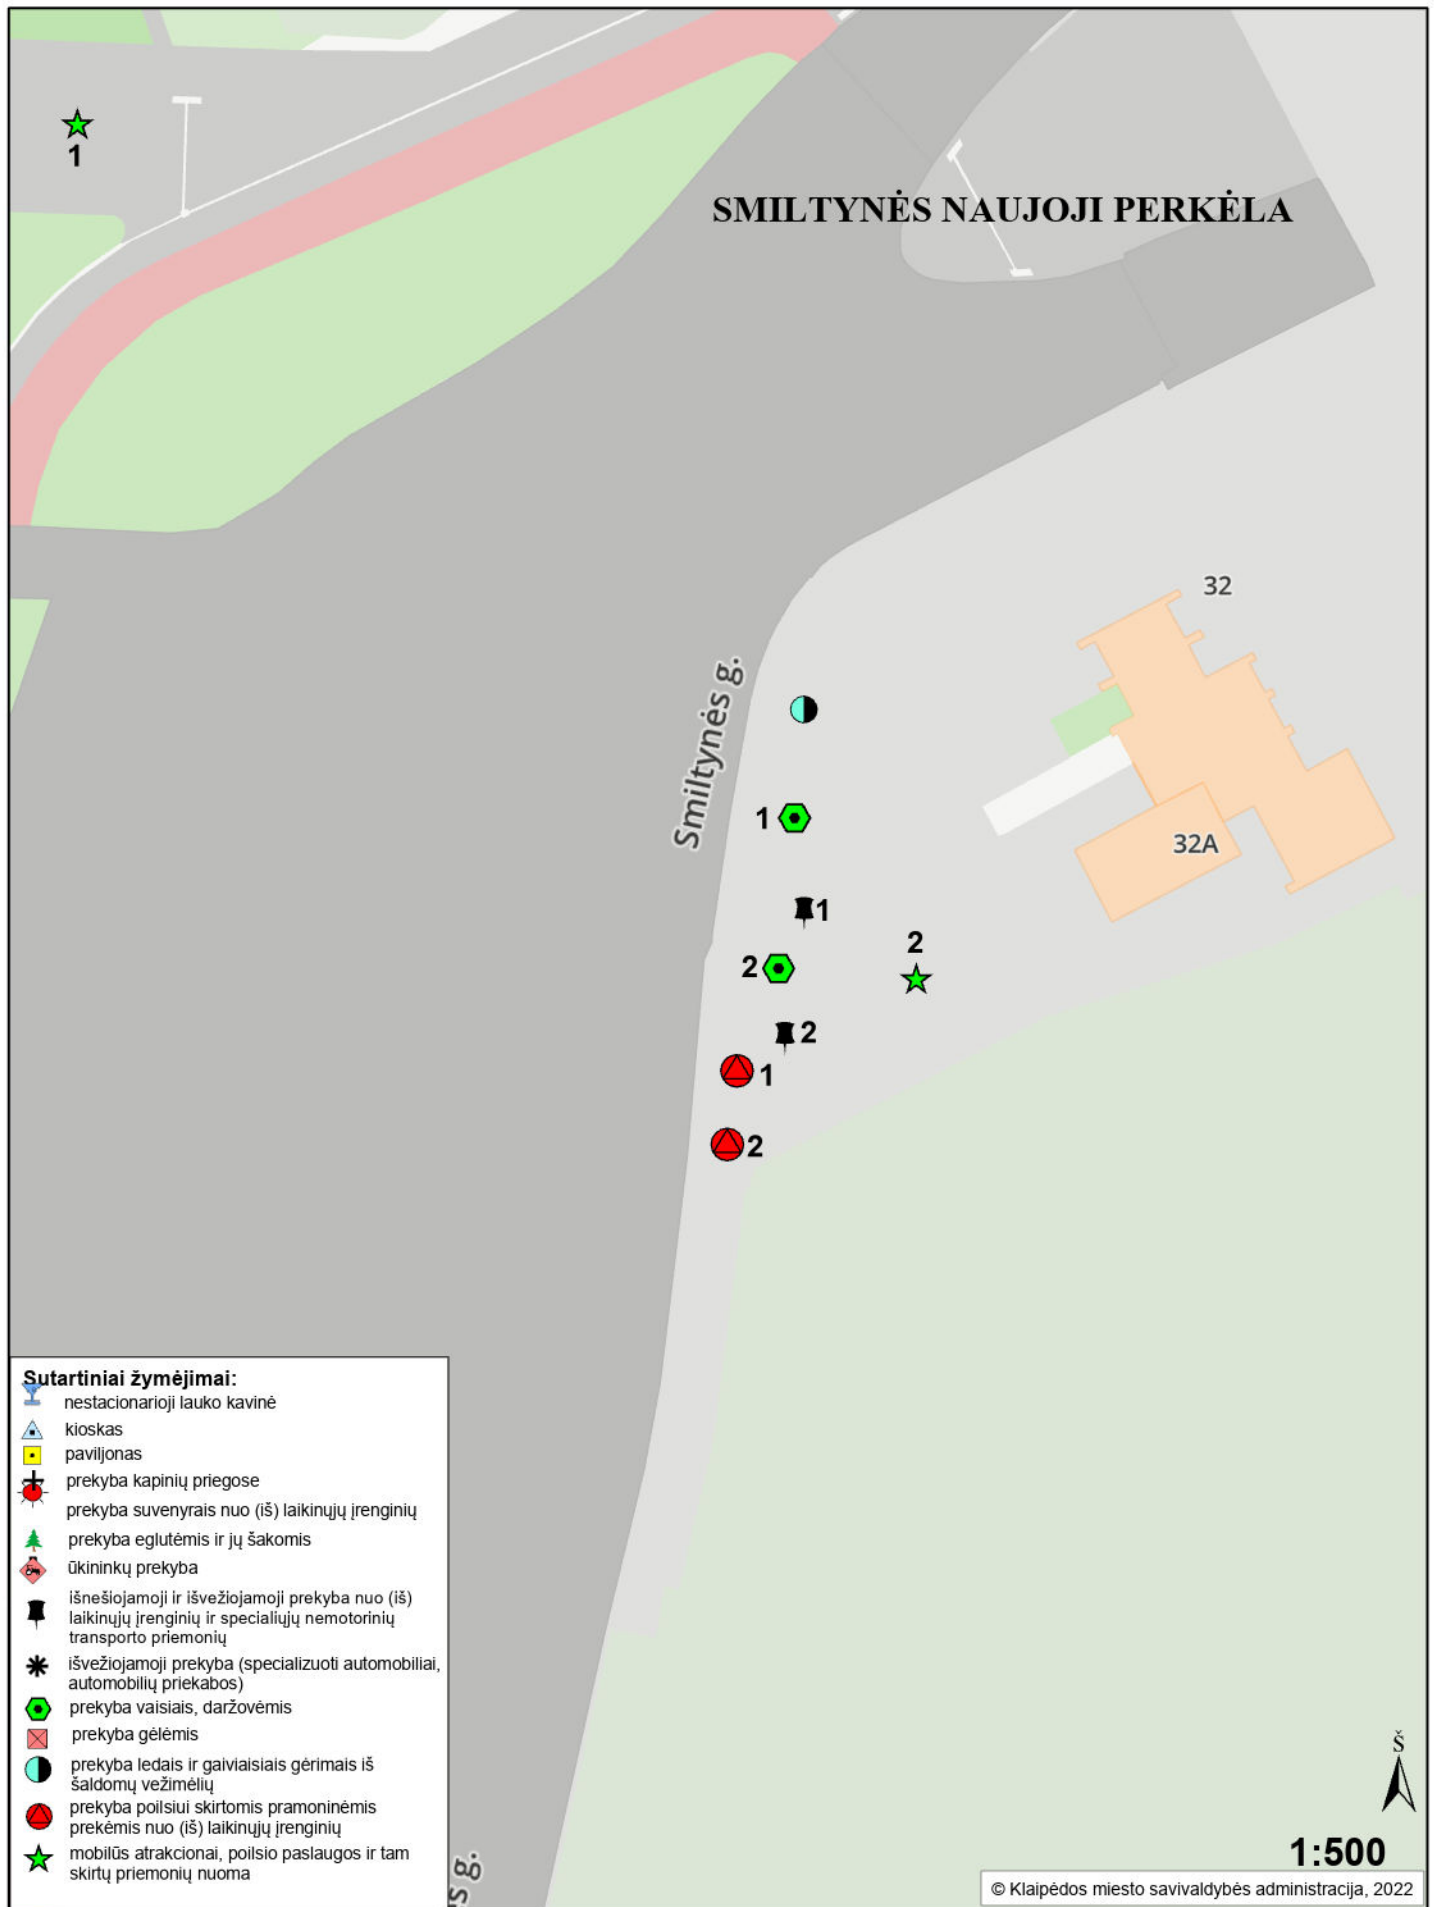 1
SMILTYNĖS NAUJOJI PERKĖLA
32
Smiltynės g.
1
32A
1
2
2
2
1
2
Sutartiniai žymėjimai:
nestacionarioji lauko kavinė
kioskas
paviljonas
prekyba kapinių priegose
prekyba suvenyrais nuo (iš) laikinųjų įrenginių
prekyba eglutėmis ir jų šakomis
ūkininkų prekyba
išnešiojamoji ir išvežiojamoji prekyba nuo (iš)
laikinųjų įrenginių ir specialiųjų nemotorinių
transporto priemonių
išvežiojamoji prekyba (specializuoti automobiliai,
automobilių priekabos)
prekyba vaisiais, daržovėmis
prekyba gėlėmis
prekyba ledais ir gaiviaisiais gėrimais iš
šaldomų vežimėlių
prekyba poilsiui skirtomis pramoninėmis
prekėmis nuo (iš) laikinųjų įrenginių
mobilūs atrakcionai, poilsio paslaugos ir tam
skirtų priemonių nuoma
s g.
Š
1:500
© Klaipėdos miesto savivaldybės administracija, 2022